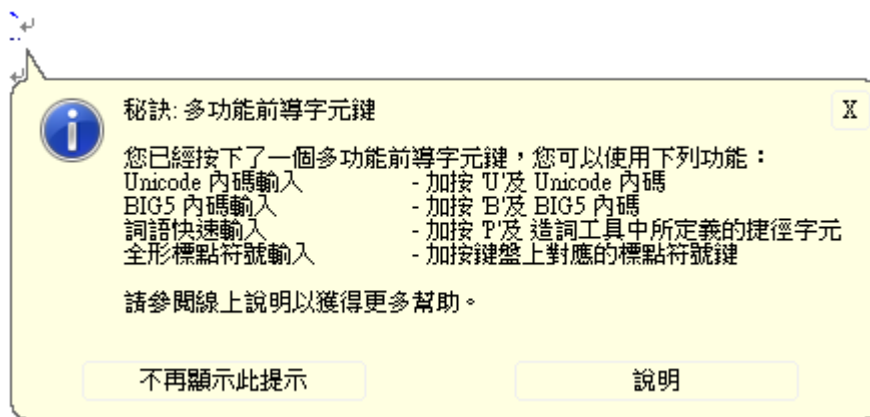 秘訣: 多功能前導字元鍵
X
您已經按下了一個多功能前導字元鍵，您可以使用下列功能：
Unicode 內碼輸入 - 加按 'U'及 Unicode 內碼
BIG5 內碼輸入 - 加按 'B'及 BIG5 內碼
詞語快速輸入 - 加按 'P'及 造詞工具中所定義的捷徑字元
全形標點符號輸入 - 加按鍵盤上對應的標點符號鍵
請參閱線上說明以獲得更多幫助。
不再顯示此提示
說明